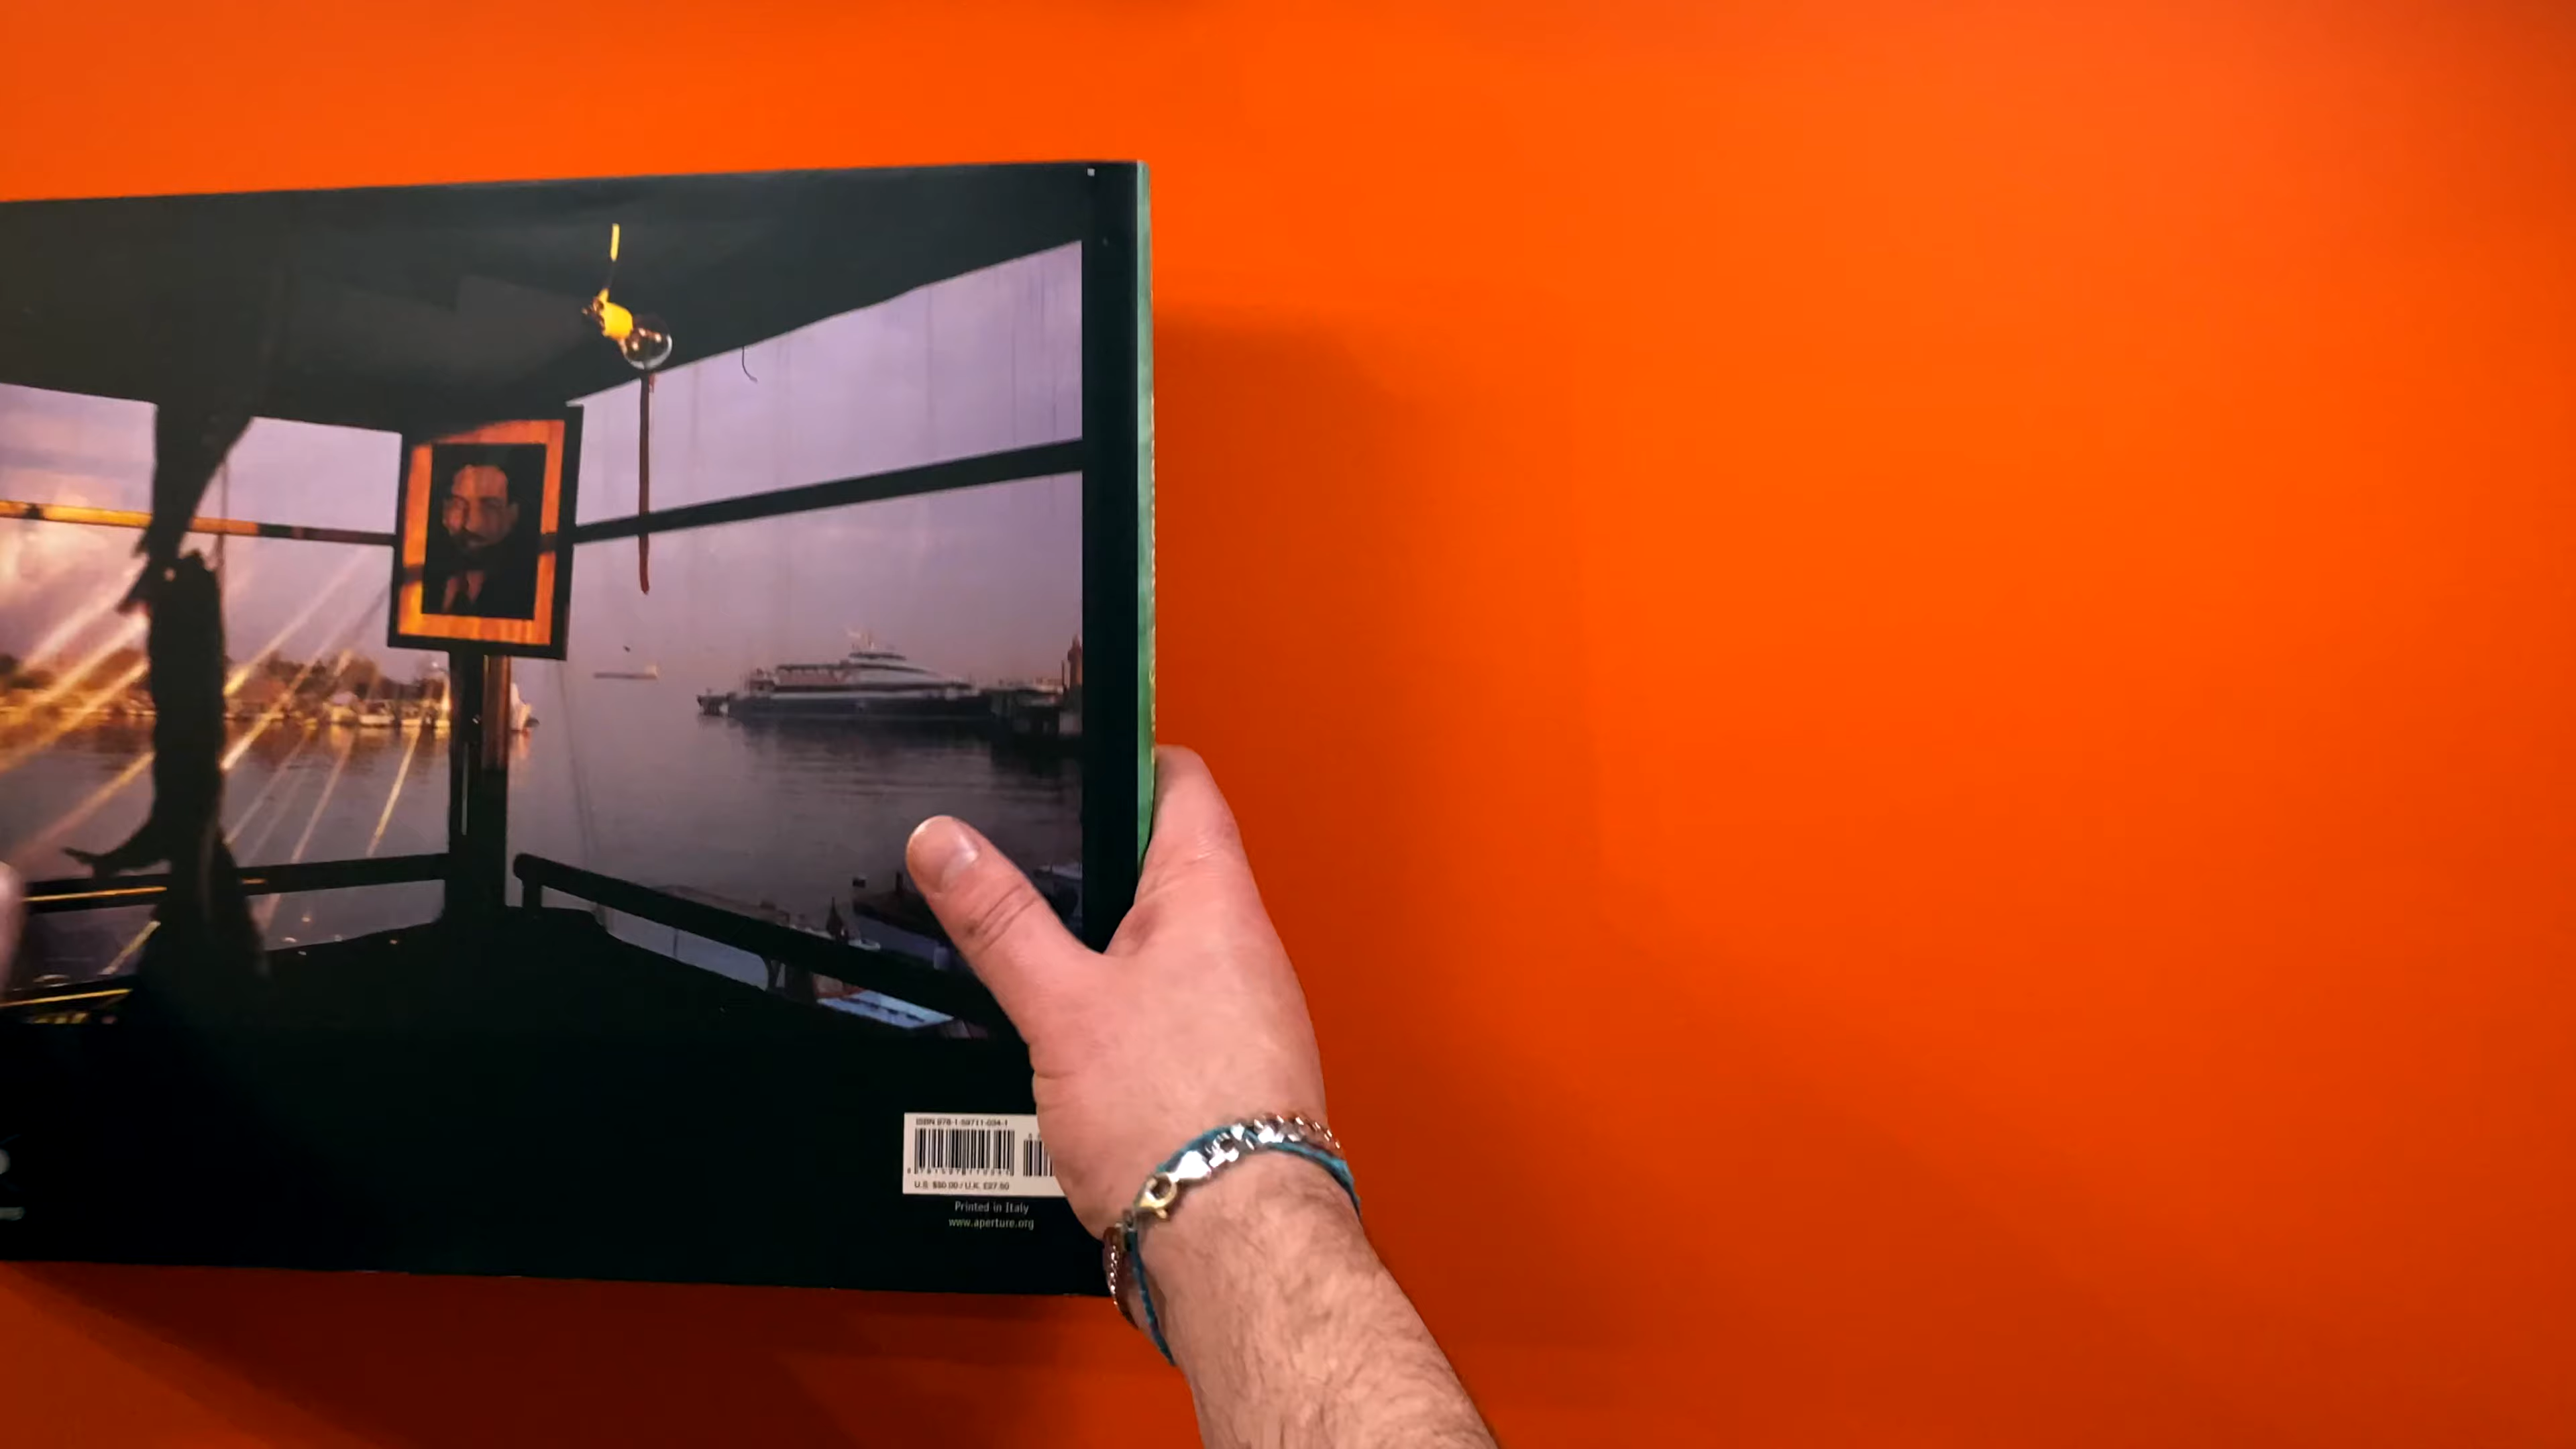 ISBN 978-1-59711-034-1
U.S. $50.00 / U.K. £27.50
Printed in Italy
www.aperture.org